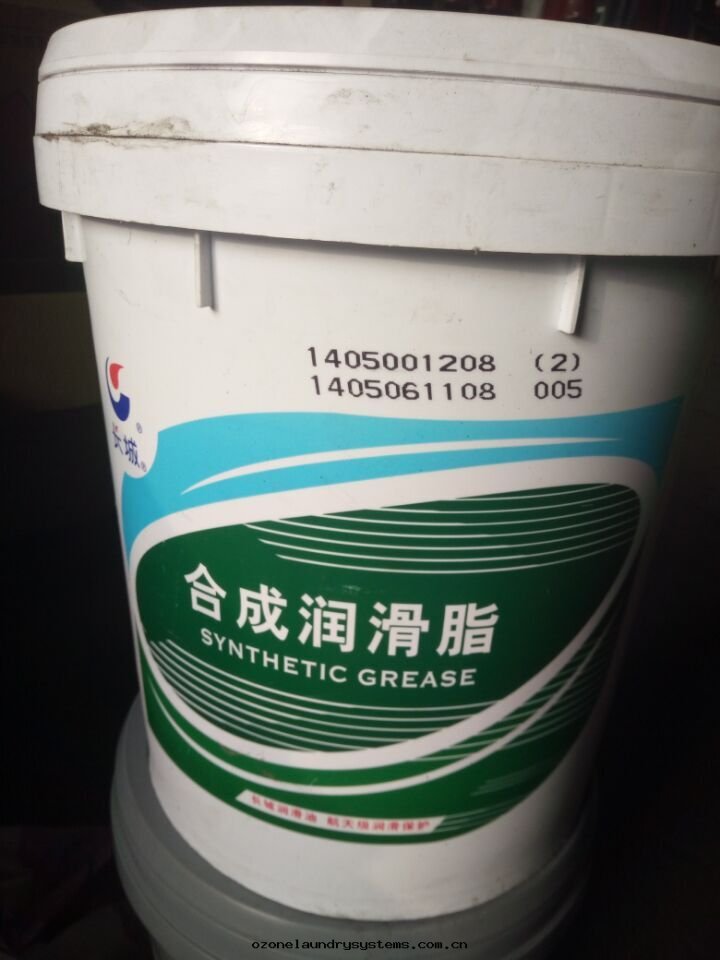 1405001208 (2)
1405061108 005
长城®
合成润滑脂
SYNTHETIC GREASE
长城润滑油 航天级润滑保护
ozonelaundrysystems.com.cn